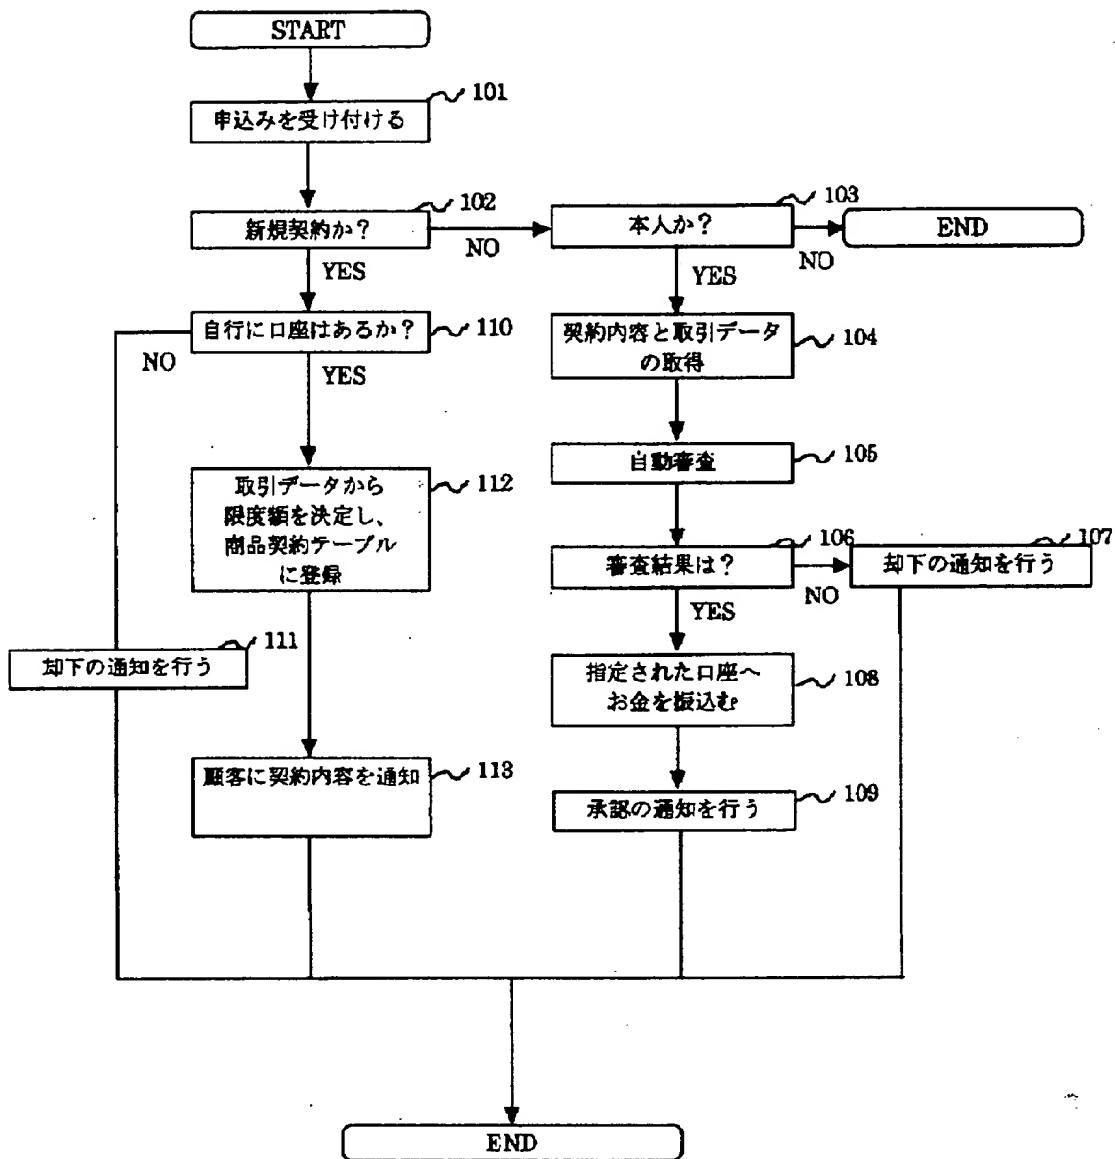 START
101
申込みを受け付ける
102
新規契約か?
NO
YES
103
本人か?
NO
YES
END
自行に口座はあるか?
110
NO
YES
契約内容と取引データ
の取得
104
自動審査
105
取引データから
限度額を決定し、
商品契約テーブル
に登録
112
106
審査結果は?
NO
YES
107
却下の通知を行う
111
却下の通知を行う
指定された口座へ
お金を振込む
108
顧客に契約内容を通知
113
承認の通知を行う
109
END